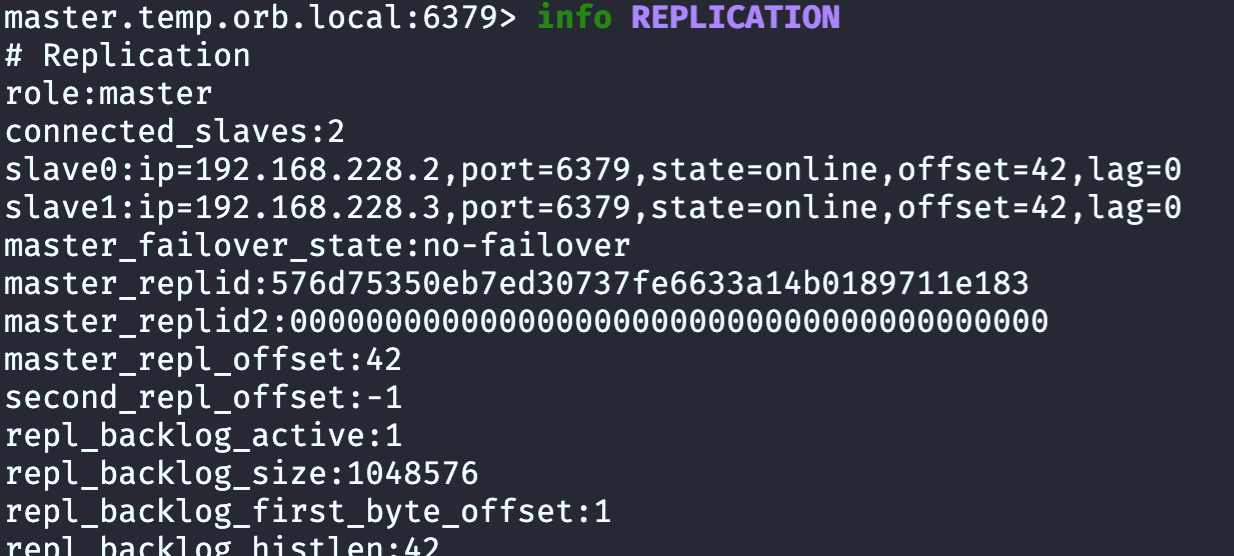 master.temp.orb.local:6379> info REPLICATION
# Replication
role:master
connected_slaves:2
slave0:ip=192.168.228.2,port=6379,state=online,offset=42,lag=0
slave1:ip=192.168.228.3,port=6379,state=online,offset=42,lag=0
master_failover_state:no-failover
master_replid:576d75350eb7ed30737fe6633a14b0189711e183
master_replid2:0000000000000000000000000000000000000000
master_repl_offset:42
second_repl_offset:-1
repl_backlog_active:1
repl_backlog_size:1048576
repl_backlog_first_byte_offset:1
repl_backlog_histlen:42